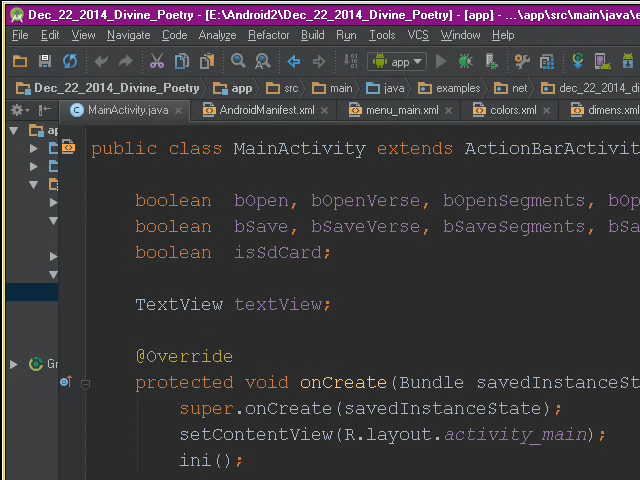 Dec_22_2014_Divine_Poetry - [E:\Android2\Dec_22_2014_Divine_Poetry] - [app] - ...\app\src\main\java\e
File Edit View Navigate Code Analyze Refactor Build Run Tools VCS Window Help
app
Dec_22_2014_Divine_Poetry app src main java examples net dec_22_2014_di
MainActivity.java AndroidManifest.xml menu_main.xml colors.xml dimens.xml
ap
public class MainActivity extends ActionBarActivit
boolean bOpen, bOpenVerse, bOpenSegments, bOp
boolean bSave, bSaveVerse, bSaveSegments, bSa
boolean isSdCard;
TextView textView;
@Override
Gr
protected void onCreate(Bundle savedInstanceSt
super.onCreate(savedInstanceState);
setContentView(R.layout.activity_main);
ini();